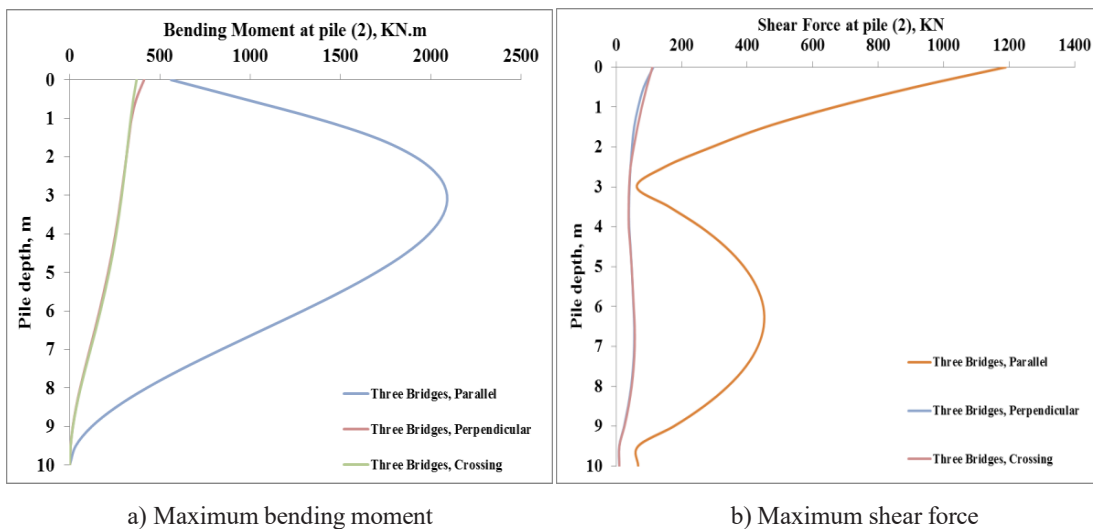 Bending Moment at pile (2), KN.m
0 500 1000 1500 2000 2500
Pile depth, m
0
1
2
3
4
5
6
7
8
9
10
Three Bridges, Parallel
Three Bridges, Perpendicular
Three Bridges, Crossing
a) Maximum bending moment
Shear Force at pile (2), KN
0 200 400 600 800 1000 1200 1400
Pile depth, m
0
1
2
3
4
5
6
7
8
9
10
Three Bridges, Parallel
Three Bridges, Perpendicular
Three Bridges, Crossing
b) Maximum shear force